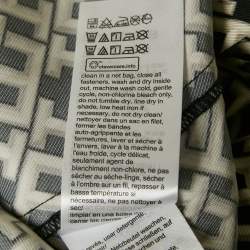 clevercare.info
clean in a net bag, close all
fasteners, wash and dry inside
out, machine wash cold, gentle
cycle, non-chlorine bleach only,
do not tumble dry, line dry in
shade, low heat iron if
necessary, do not dry clean/
nettoyer dans un sac en filet,
fermer les bandes
auto-agrippante et les
fermetures, laver et sécher à
l'envers, laver à la machine à
l'eau froide, cycle délicat,
seulement agent de
blanchiment non-chlore, ne pas
sécher au sèche-linge, sécher
à l'ombre sur un fil, repasser à
basse température si
nécessaire, ne pas nettoyer
limpiar en una